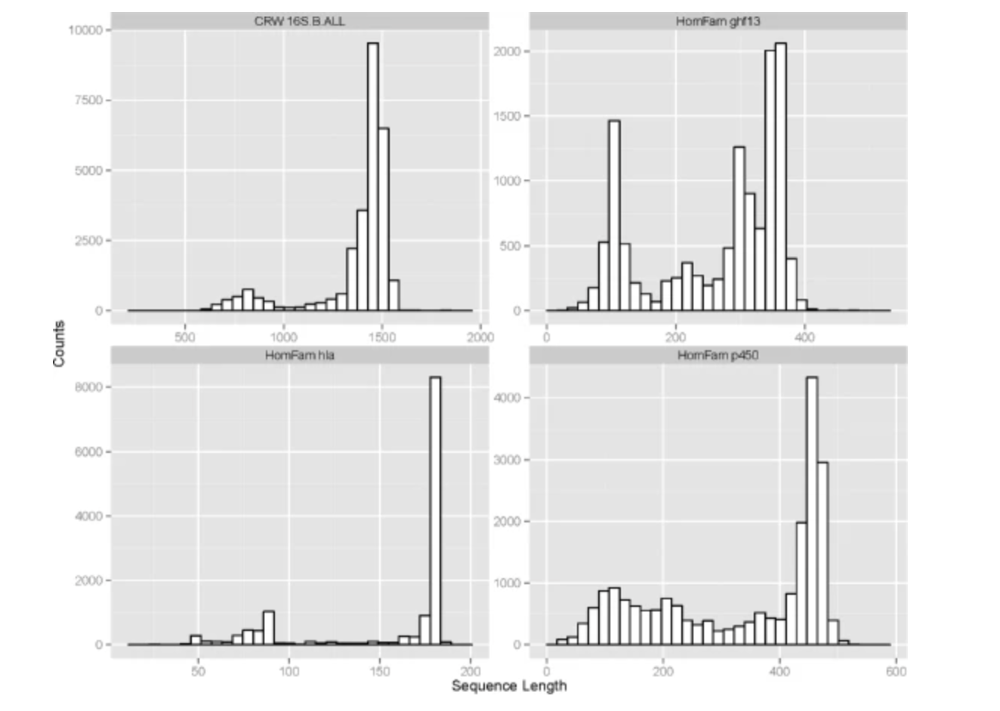 CRW 16S.B.ALL
10000
7500
5000
2500
0
500 1000 1500 2000
HomFam ghf13
2000
1500
1000
500
0
0 200 400
Counts
HomFam hla
8000
6000
4000
2000
0
50 100 150 200
HomFam p450
4000
3000
2000
1000
0
0 200 400 600
Sequence Length